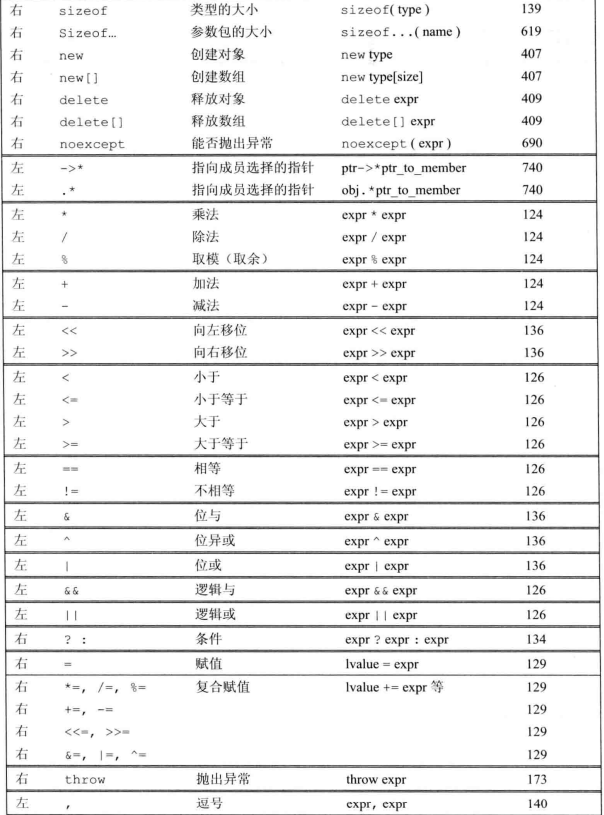 右 sizeof 类型的大小 sizeof( type ) 139
右 Sizeof… 参数包的大小 sizeof...( name ) 619
右 new 创建对象 new type 407
右 new[] 创建数组 new type[size] 407
右 delete 释放对象 delete expr 409
右 delete[] 释放数组 delete[] expr 409
右 noexcept 能否抛出异常 noexcept ( expr ) 690
左 ->* 指向成员选择的指针 ptr->*ptr_to_member 740
左 .* 指向成员选择的指针 obj.*ptr_to_member 740
左 * 乘法 expr * expr 124
左 / 除法 expr / expr 124
左 % 取模（取余） expr % expr 124
左 + 加法 expr + expr 124
左 - 减法 expr - expr 124
左 << 向左移位 expr << expr 136
左 >> 向右移位 expr >> expr 136
左 < 小于 expr < expr 126
左 <= 小于等于 expr <= expr 126
左 > 大于 expr > expr 126
左 >= 大于等于 expr >= expr 126
左 == 相等 expr == expr 126
左 != 不相等 expr != expr 126
左 & 位与 expr & expr 136
左 ^ 位异或 expr ^ expr 136
左 | 位或 expr | expr 136
左 && 逻辑与 expr && expr 126
左 || 逻辑或 expr || expr 126
右 ? : 条件 expr ? expr : expr 134
右 = 赋值 lvalue = expr 129
右 *=, /=, %= 复合赋值 lvalue += expr 等 129
右 +=, -= 129
右 <<=, >>= 129
右 &=, |=, ^= 129
右 throw 抛出异常 throw expr 173
左 , 逗号 expr, expr 140